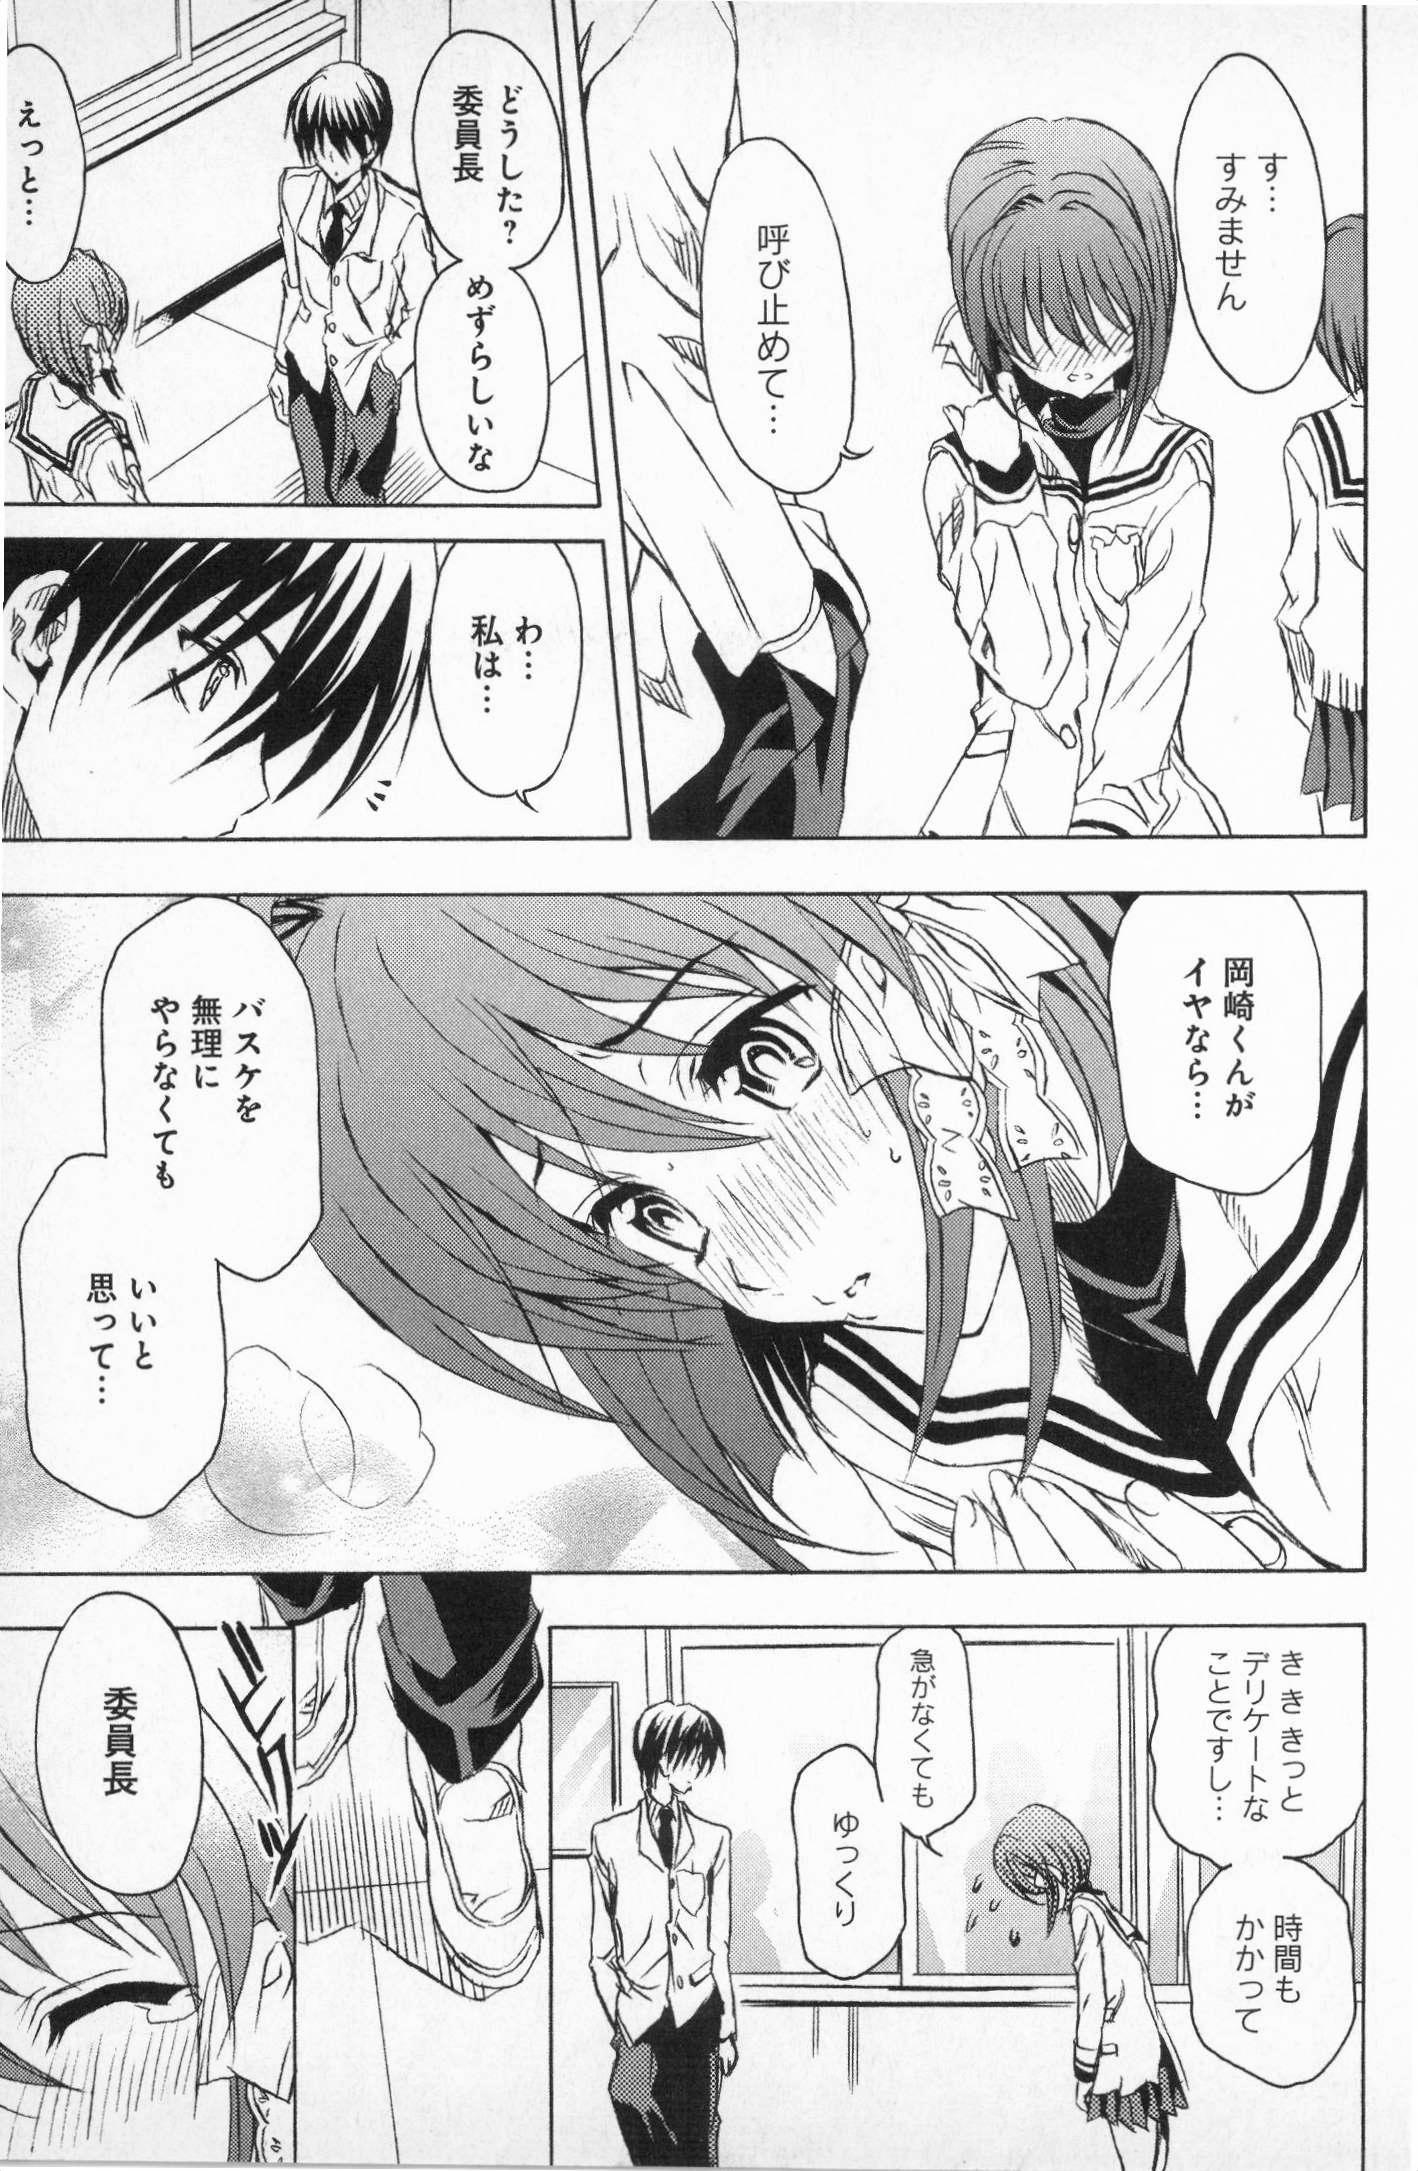 す…
すみません
呼び止めて…
どうした？
委員長
めずらしいな
えっと…
わ…
私は…
岡崎くんが
イヤなら…
バスケを
無理に
やらなくても
いいと
思って…
きききっと
デリケートな
ことですし…
時間も
かかって
急がなくても
ゆっくり
委員長